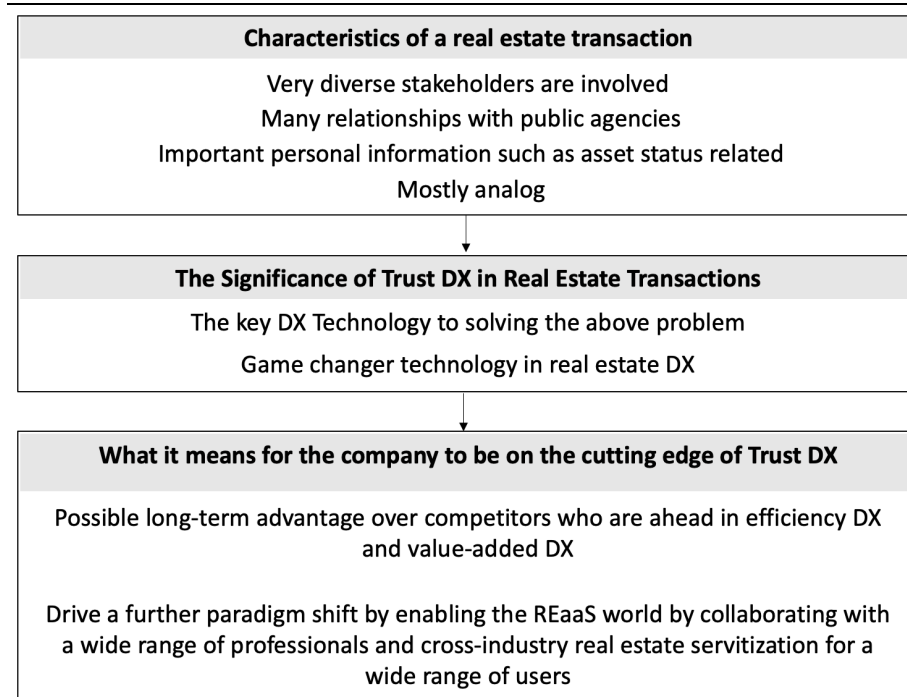 Characteristics of a real estate transaction
Very diverse stakeholders are involved
Many relationships with public agencies
Important personal information such as asset status related
Mostly analog
The Significance of Trust DX in Real Estate Transactions
The key DX Technology to solving the above problem
Game changer technology in real estate DX
What it means for the company to be on the cutting edge of Trust DX
Possible long-term advantage over competitors who are ahead in efficiency DX
and value-added DX
Drive a further paradigm shift by enabling the REaaS world by collaborating with
a wide range of professionals and cross-industry real estate servitization for a
wide range of users